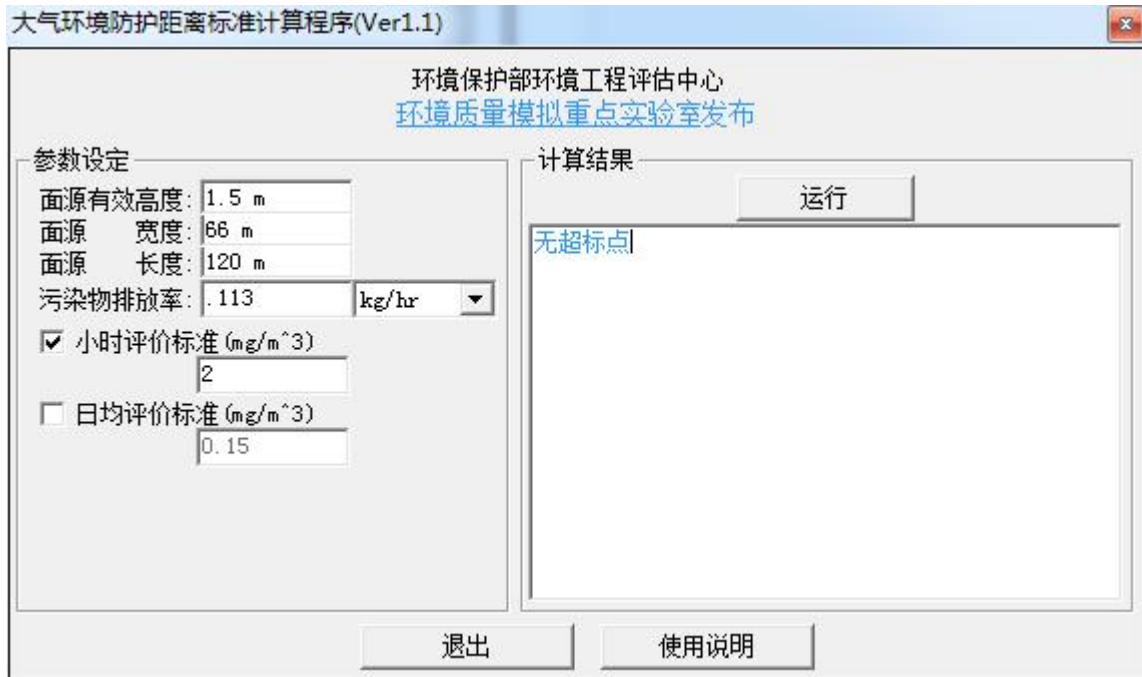 大气环境防护距离标准计算程序(Ver1.1)
环境保护部环境工程评估中心
环境质量模拟重点实验室发布
参数设定
面源有效高度: 1.5 m
面源 宽度: 66 m
面源 长度: 120 m
污染物排放率: .113 kg/hr
小时评价标准(mg/m^3)
2
日均评价标准(mg/m^3)
0.15
计算结果
运行
无超标点
退出
使用说明